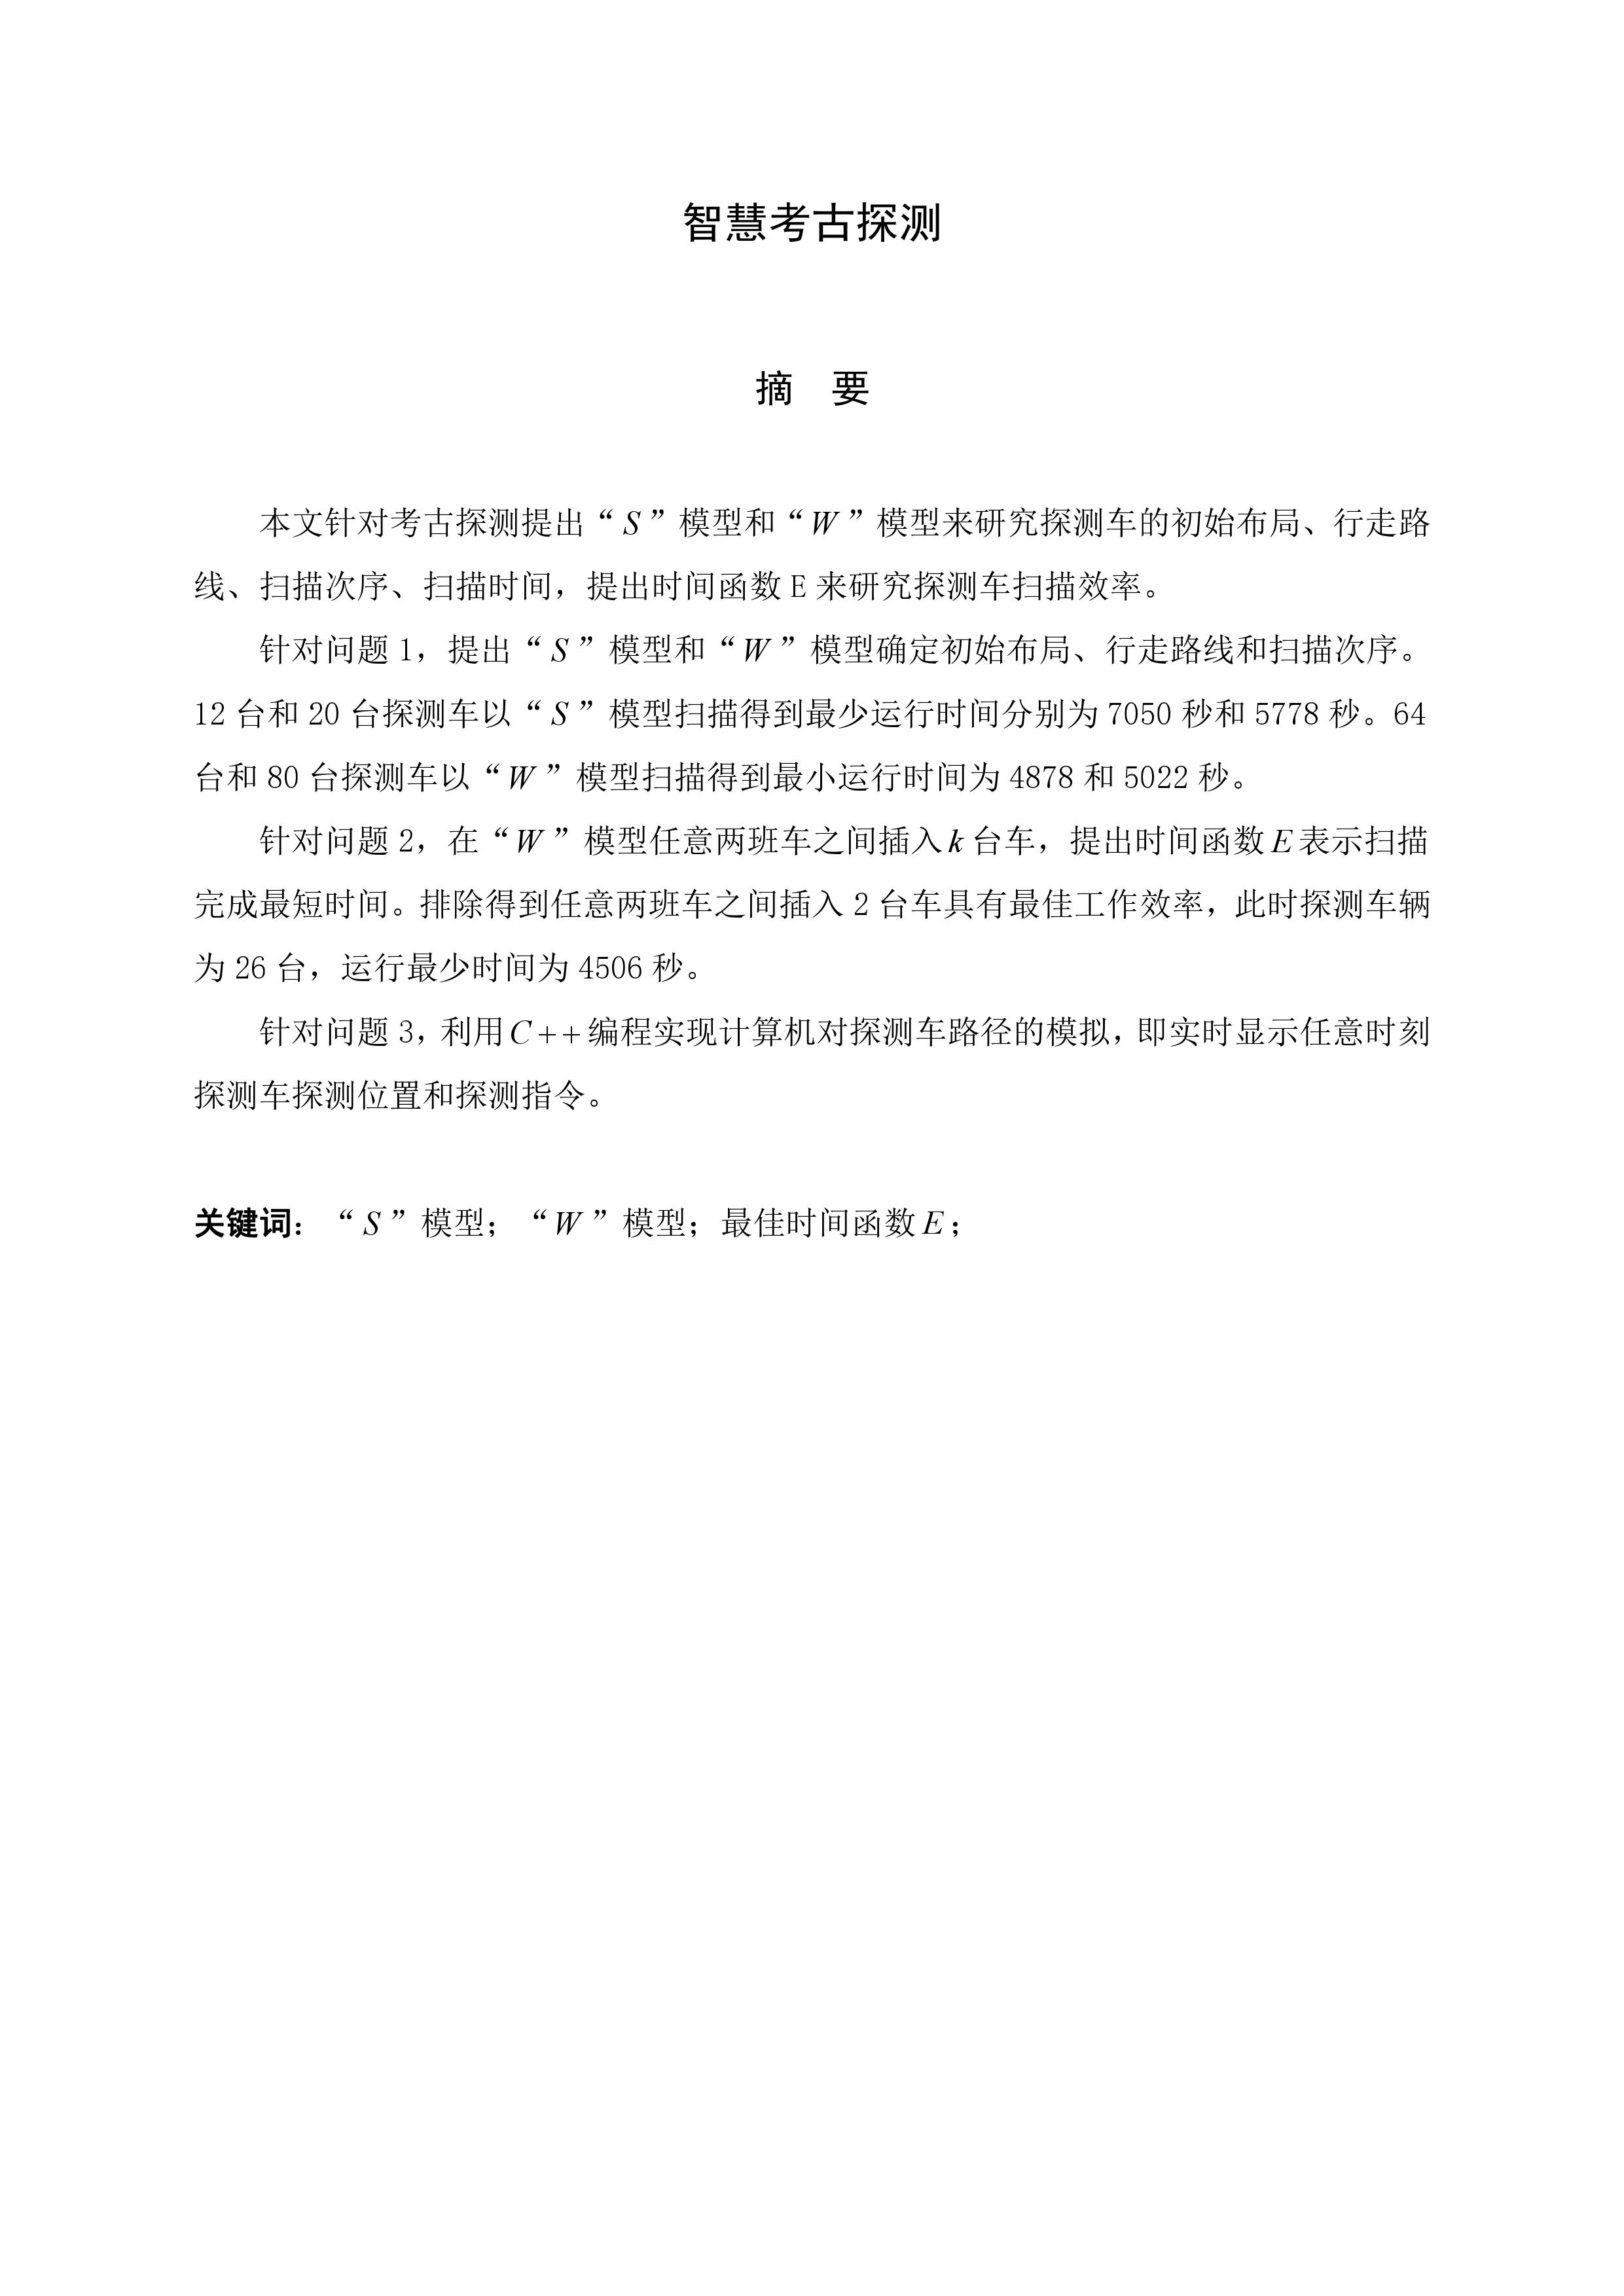 智慧考古探测
摘 要
本文针对考古探测提出“S”模型和“W”模型来研究探测车的初始布局、行走路
线、扫描次序、扫描时间，提出时间函数 E 来研究探测车扫描效率。
针对问题 1，提出“S”模型和“W”模型确定初始布局、行走路线和扫描次序。
12 台和 20 台探测车以“S”模型扫描得到最少运行时间分别为 7050 秒和 5778 秒。64
台和 80 台探测车以“W”模型扫描得到最小运行时间为 4878 和 5022 秒。
针对问题 2，在“W”模型任意两班车之间插入 k 台车，提出时间函数 E 表示扫描
完成最短时间。排除得到任意两班车之间插入 2 台车具有最佳工作效率，此时探测车辆
为 26 台，运行最少时间为 4506 秒。
针对问题 3，利用 C++ 编程实现计算机对探测车路径的模拟，即实时显示任意时刻
探测车探测位置和探测指令。
关键词：“S”模型；“W”模型；最佳时间函数 E；